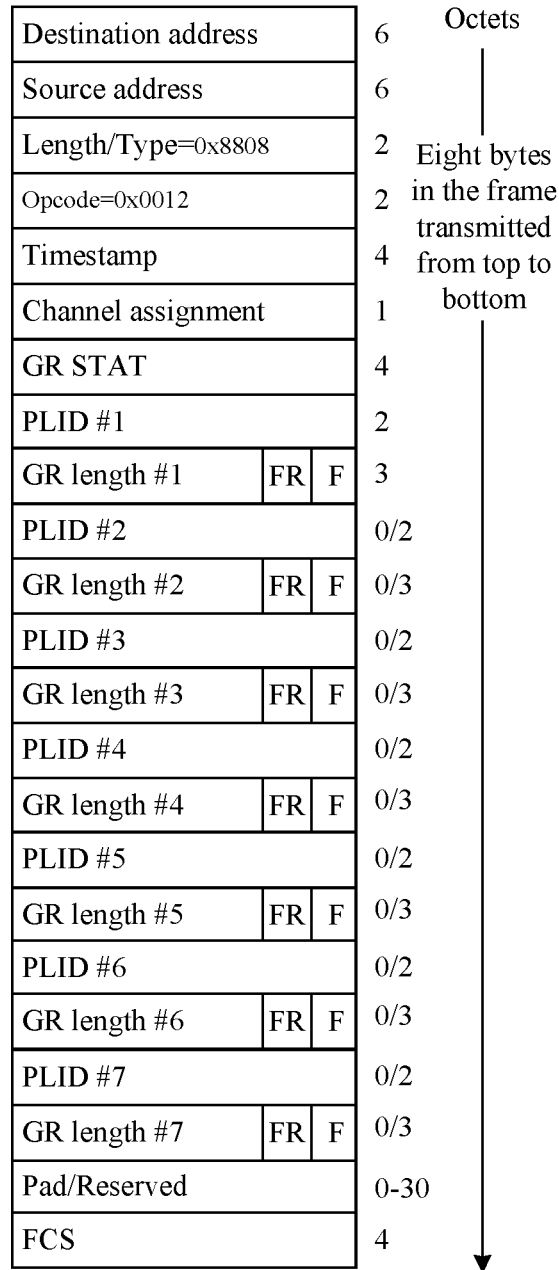 Destination address 6
Source address 6
Length/Type=0x8808 2
Opcode=0x0012 2
Timestamp 4
Channel assignment 1
GR STAT 4
PLID #1 2
GR length #1 FR F 3
PLID #2 0/2
GR length #2 FR F 0/3
PLID #3 0/2
GR length #3 FR F 0/3
PLID #4 0/2
GR length #4 FR F 0/3
PLID #5 0/2
GR length #5 FR F 0/3
PLID #6 0/2
GR length #6 FR F 0/3
PLID #7 0/2
GR length #7 FR F 0/3
Pad/Reserved 0-30
FCS 4
Octets
Eight bytes
in the frame
transmitted
from top to
bottom